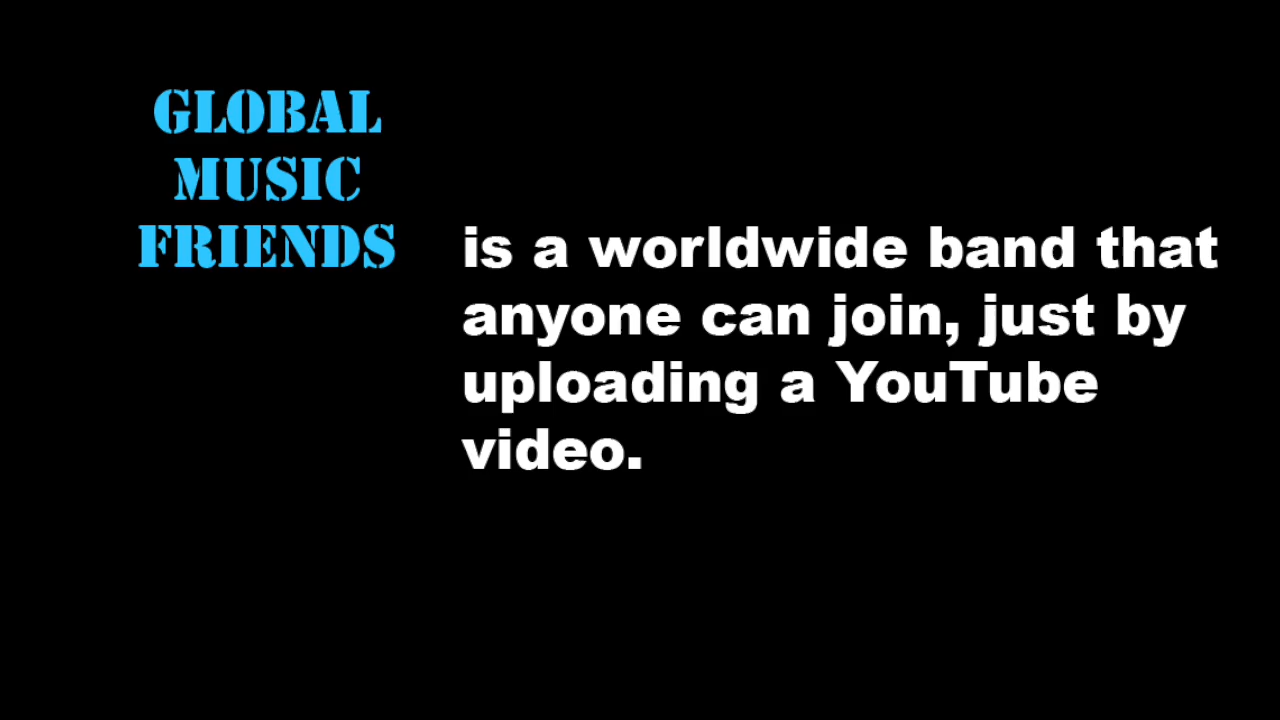 GLOBAL
MUSIC
FRIENDS
is a worldwide band that
anyone can join, just by
uploading a YouTube
video.